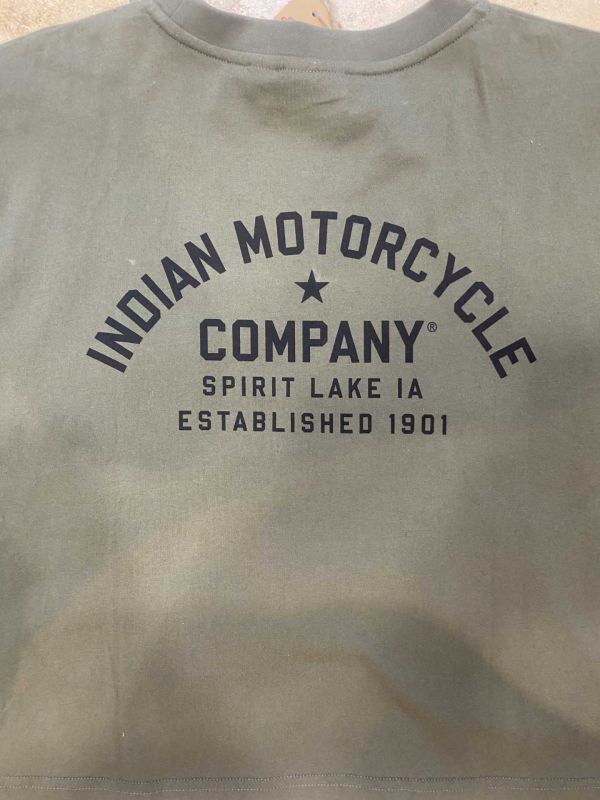 INDIAN MOTORCYCLE
COMPANY®
SPIRIT LAKE IA
ESTABLISHED 1901